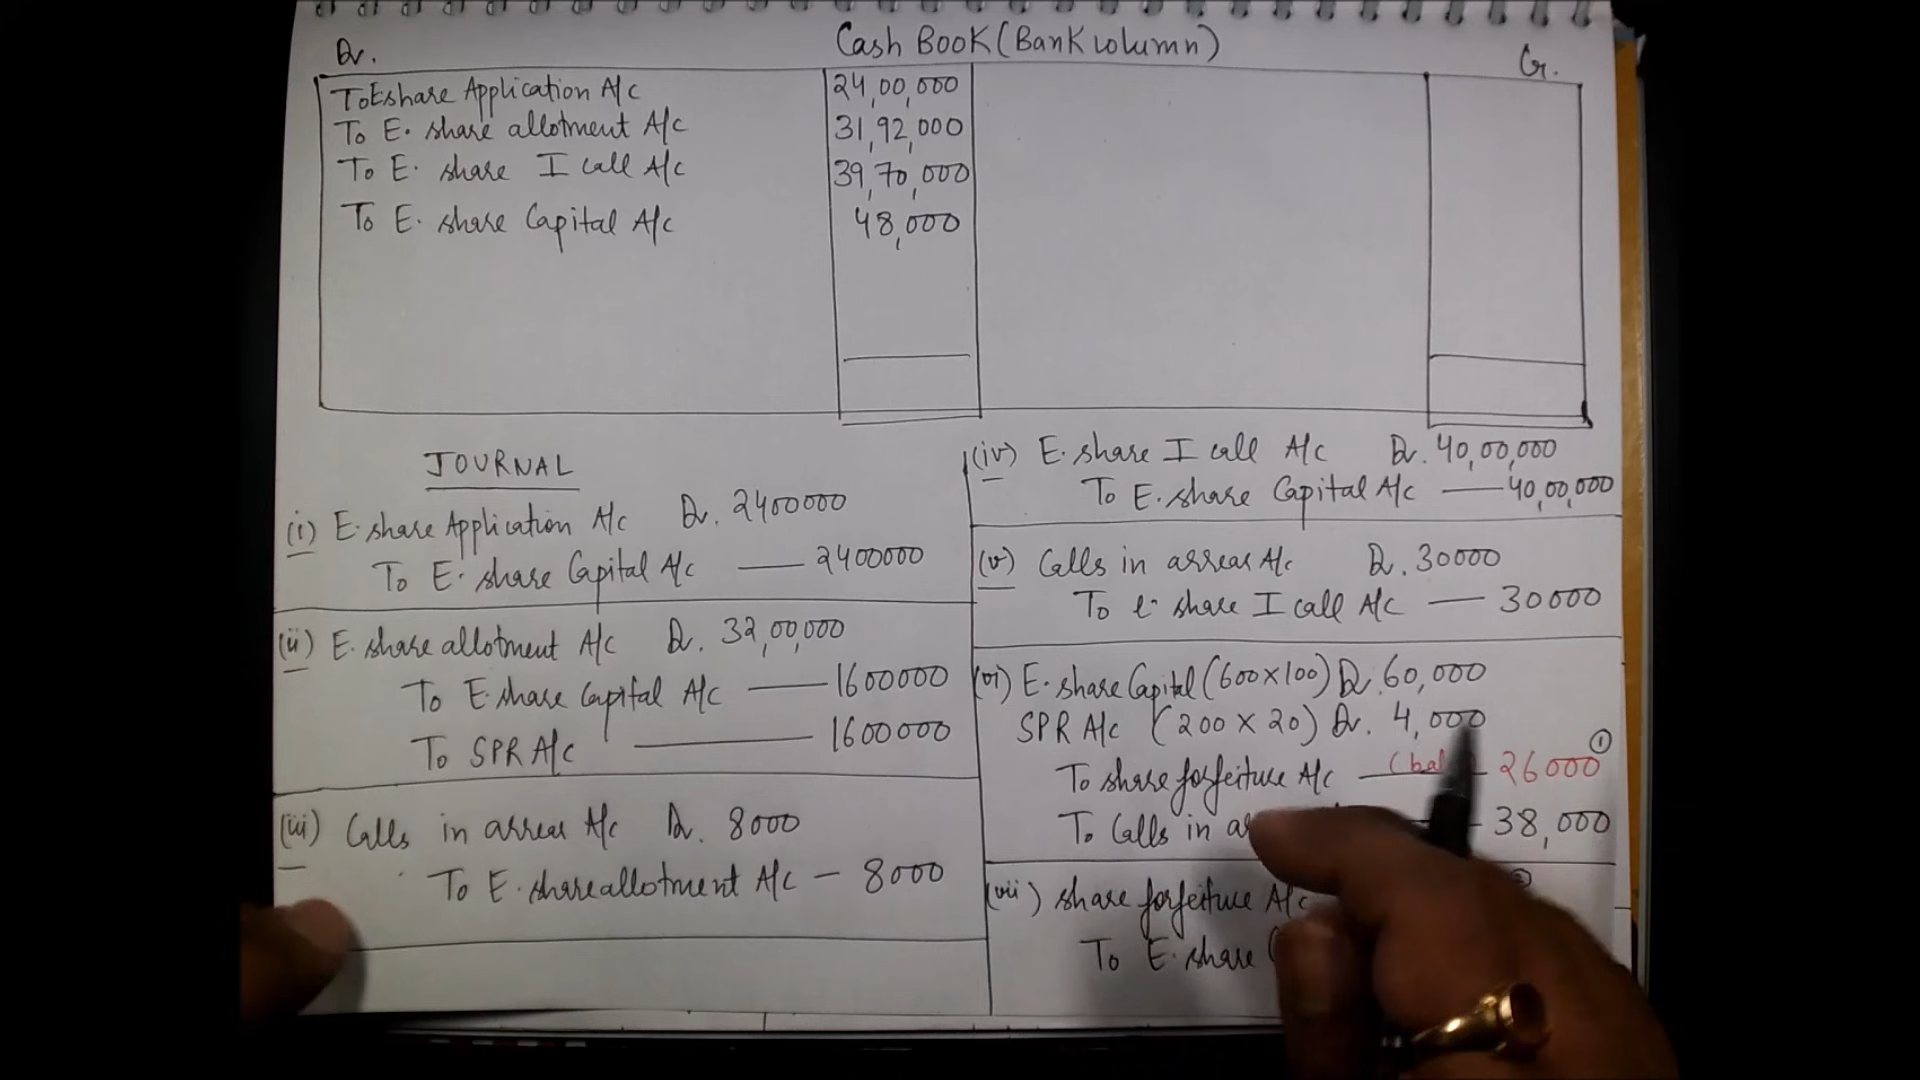 Dr. Cash Book (Bank column) Cr.
To E share Application A/c 24,00,000
To E. share allotment A/c 31,92,000
To E. share I call A/c 39,70,000
To E. share Capital A/c 48,000
JOURNAL
(i) E. share Application A/c Dr. 2400000
To E. share Capital A/c — 2400000
(ii) E. share allotment A/c Dr. 32,00,000
To E. share Capital A/c — 1600000
To SPR A/c — 1600000
(iii) Calls in arrear A/c Dr. 8000
To E. share allotment A/c — 8000
(iv) E. share I call A/c Dr. 40,00,000
To E. share Capital A/c — 40,00,000
(v) Calls in arrear A/c Dr. 30000
To E. share I call A/c — 30000
(vi) E. share Capital (600×100) Dr. 60,000
SPR A/c (200 × 20) Dr. 4,000
To share forfeiture A/c — (bal 26000 ①
To Calls in — 38,000
(vii) share forfeiture A/c
To E. share